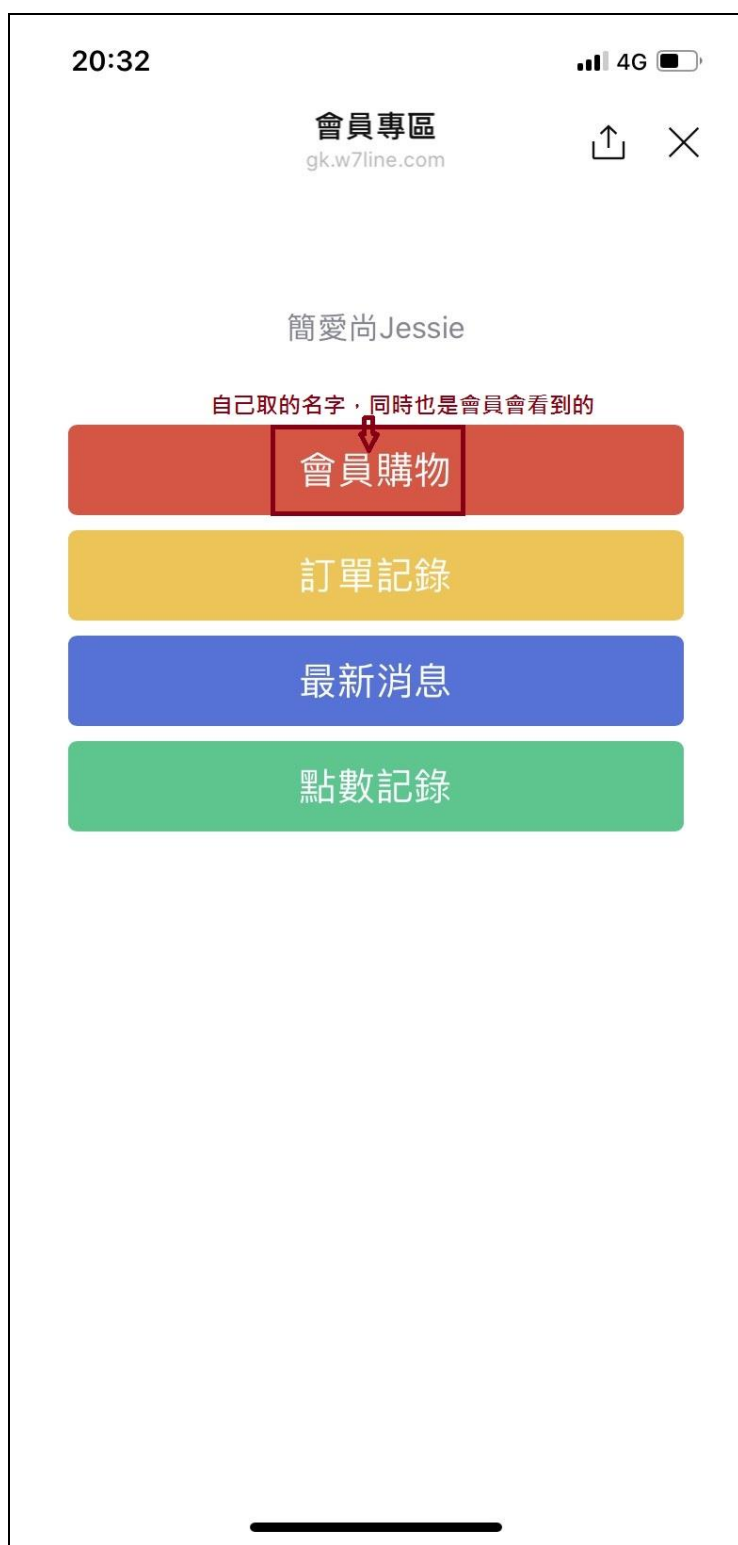 20:32 4G
會員專區
gk.w7line.com
簡愛尚Jessie
自己取的名字，同時也是會員會看到的
會員購物
訂單記錄
最新消息
點數記錄